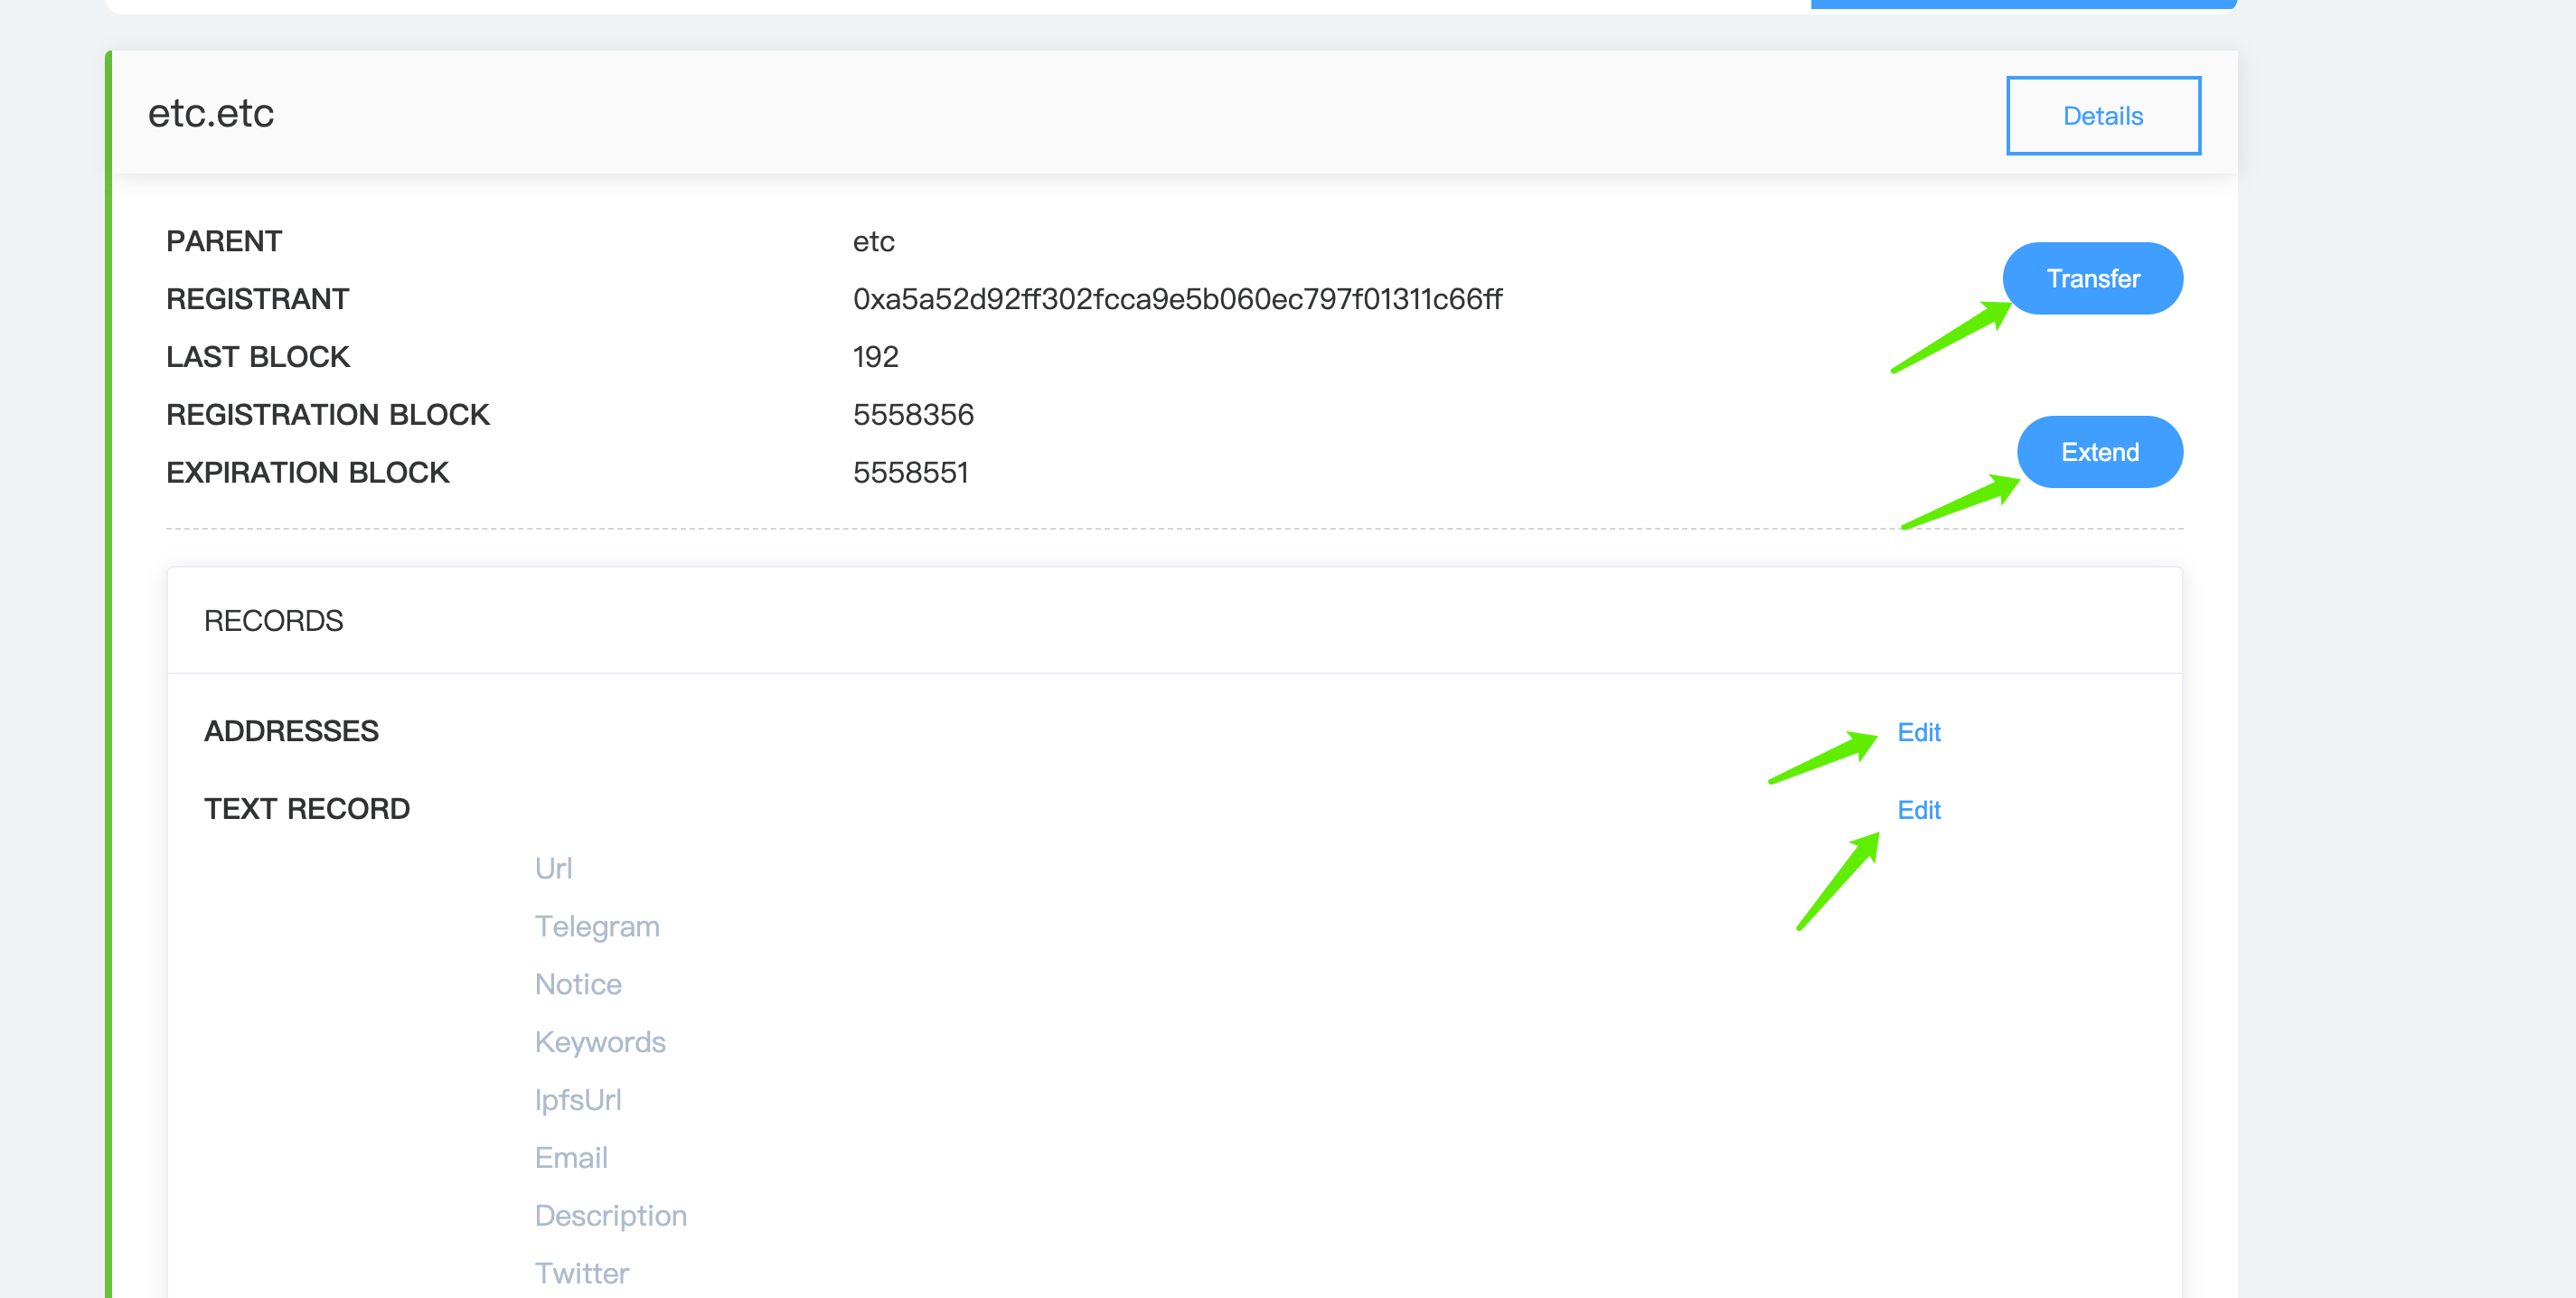 etc.etc Details
PARENT etc
Transfer
REGISTRANT 0xa5a52d92ff302fcca9e5b060ec797f01311c66ff
LAST BLOCK 192
REGISTRATION BLOCK 5558356
Extend
EXPIRATION BLOCK 5558551
RECORDS
ADDRESSES Edit
TEXT RECORD Edit
Url
Telegram
Notice
Keywords
IpfsUrl
Email
Description
Twitter